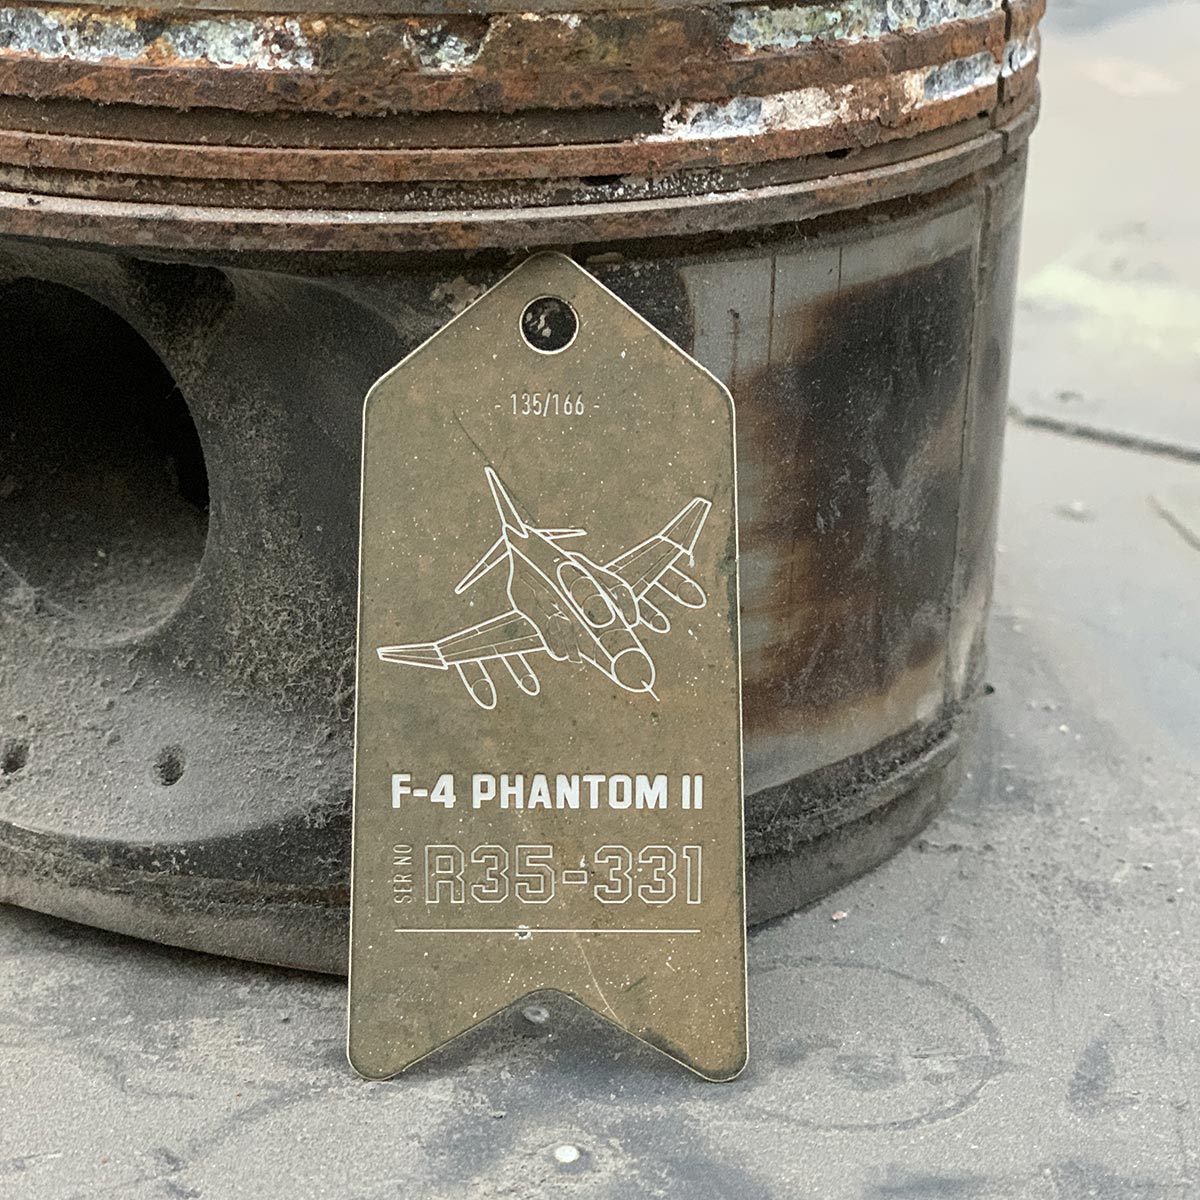 - 135/166 -
F-4 PHANTOM II
SER NO R35-331